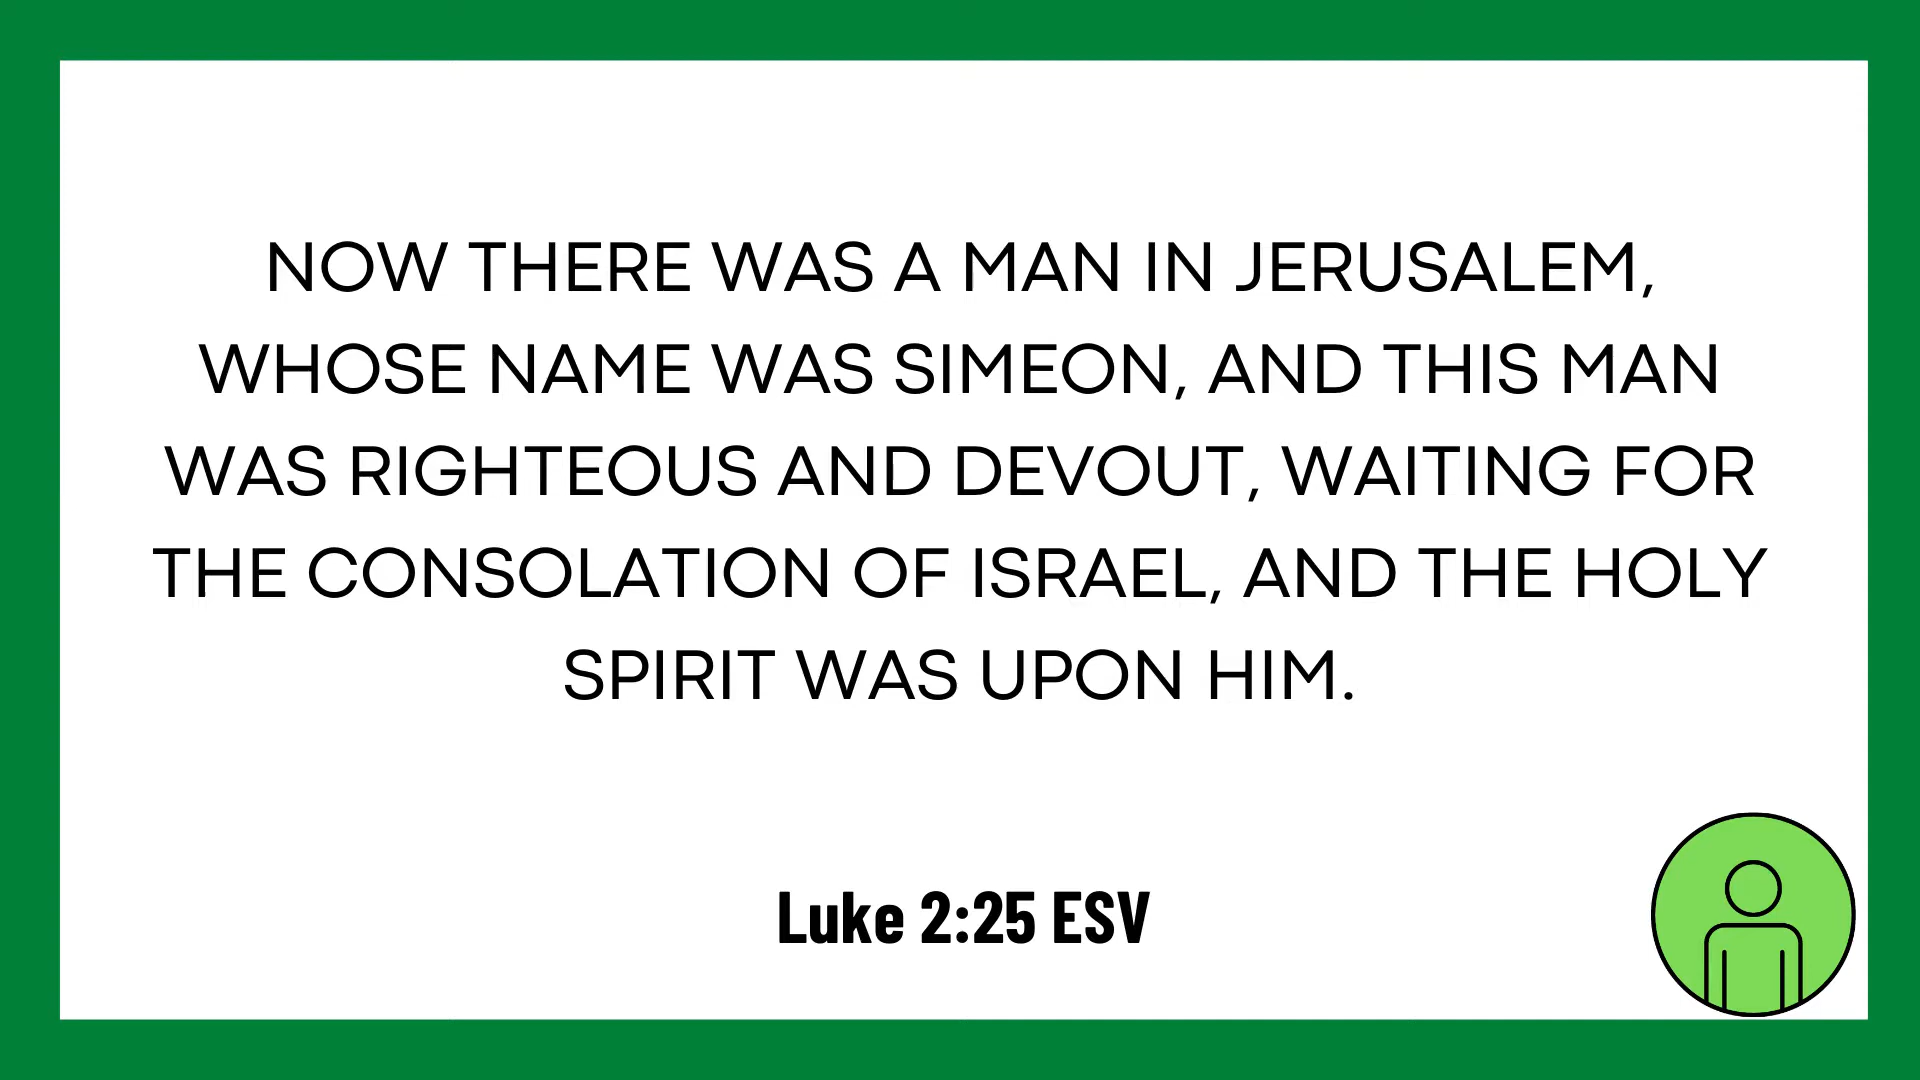 NOW THERE WAS A MAN IN JERUSALEM,
WHOSE NAME WAS SIMEON, AND THIS MAN
WAS RIGHTEOUS AND DEVOUT, WAITING FOR
THE CONSOLATION OF ISRAEL, AND THE HOLY
SPIRIT WAS UPON HIM.
Luke 2:25 ESV